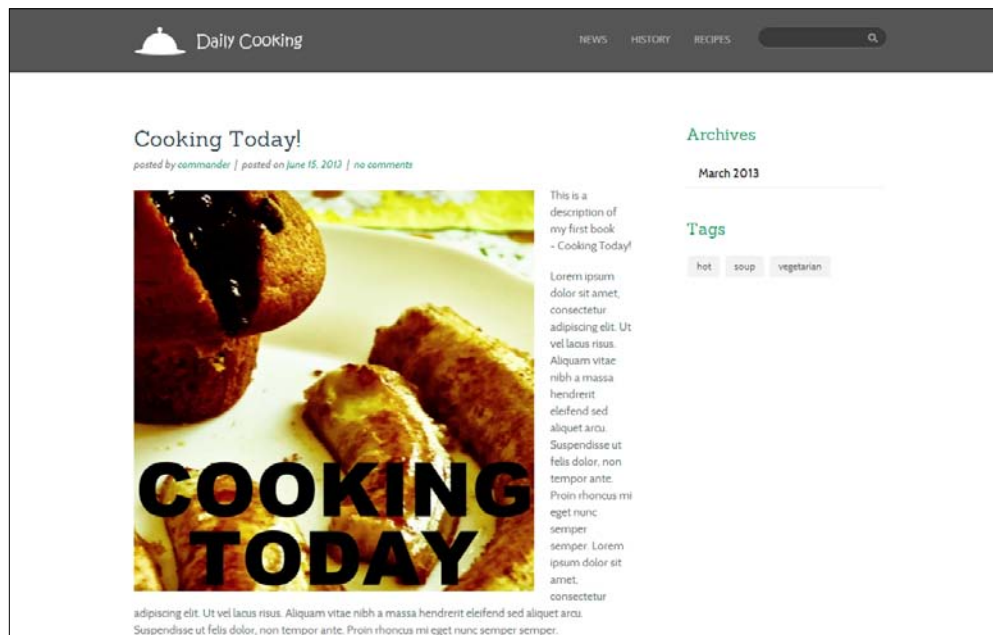 Daily Cooking
NEWS HISTORY RECIPES
Cooking Today!
posted by commander | posted on June 15, 2013 | no comments
COOKING
TODAY
This is a
description of
my first book
- Cooking Today!
Lorem ipsum
dolor sit amet,
consectetur
adipiscing elit. Ut
vel lacus risus.
Aliquam vitae
nibh a massa
hendrerit
eleifend sed
aliquet arcu.
Suspendisse ut
felis dolor, non
tempor ante.
Proin rhoncus mi
eget nunc
semper
semper. Lorem
ipsum dolor sit
amet,
consectetur
adipiscing elit. Ut vel lacus risus. Aliquam vitae nibh a massa hendrerit eleifend sed aliquet arcu.
Suspendisse ut felis dolor, non tempor ante. Proin rhoncus mi eget nunc semper semper.
Archives
March 2013
Tags
hot soup vegetarian